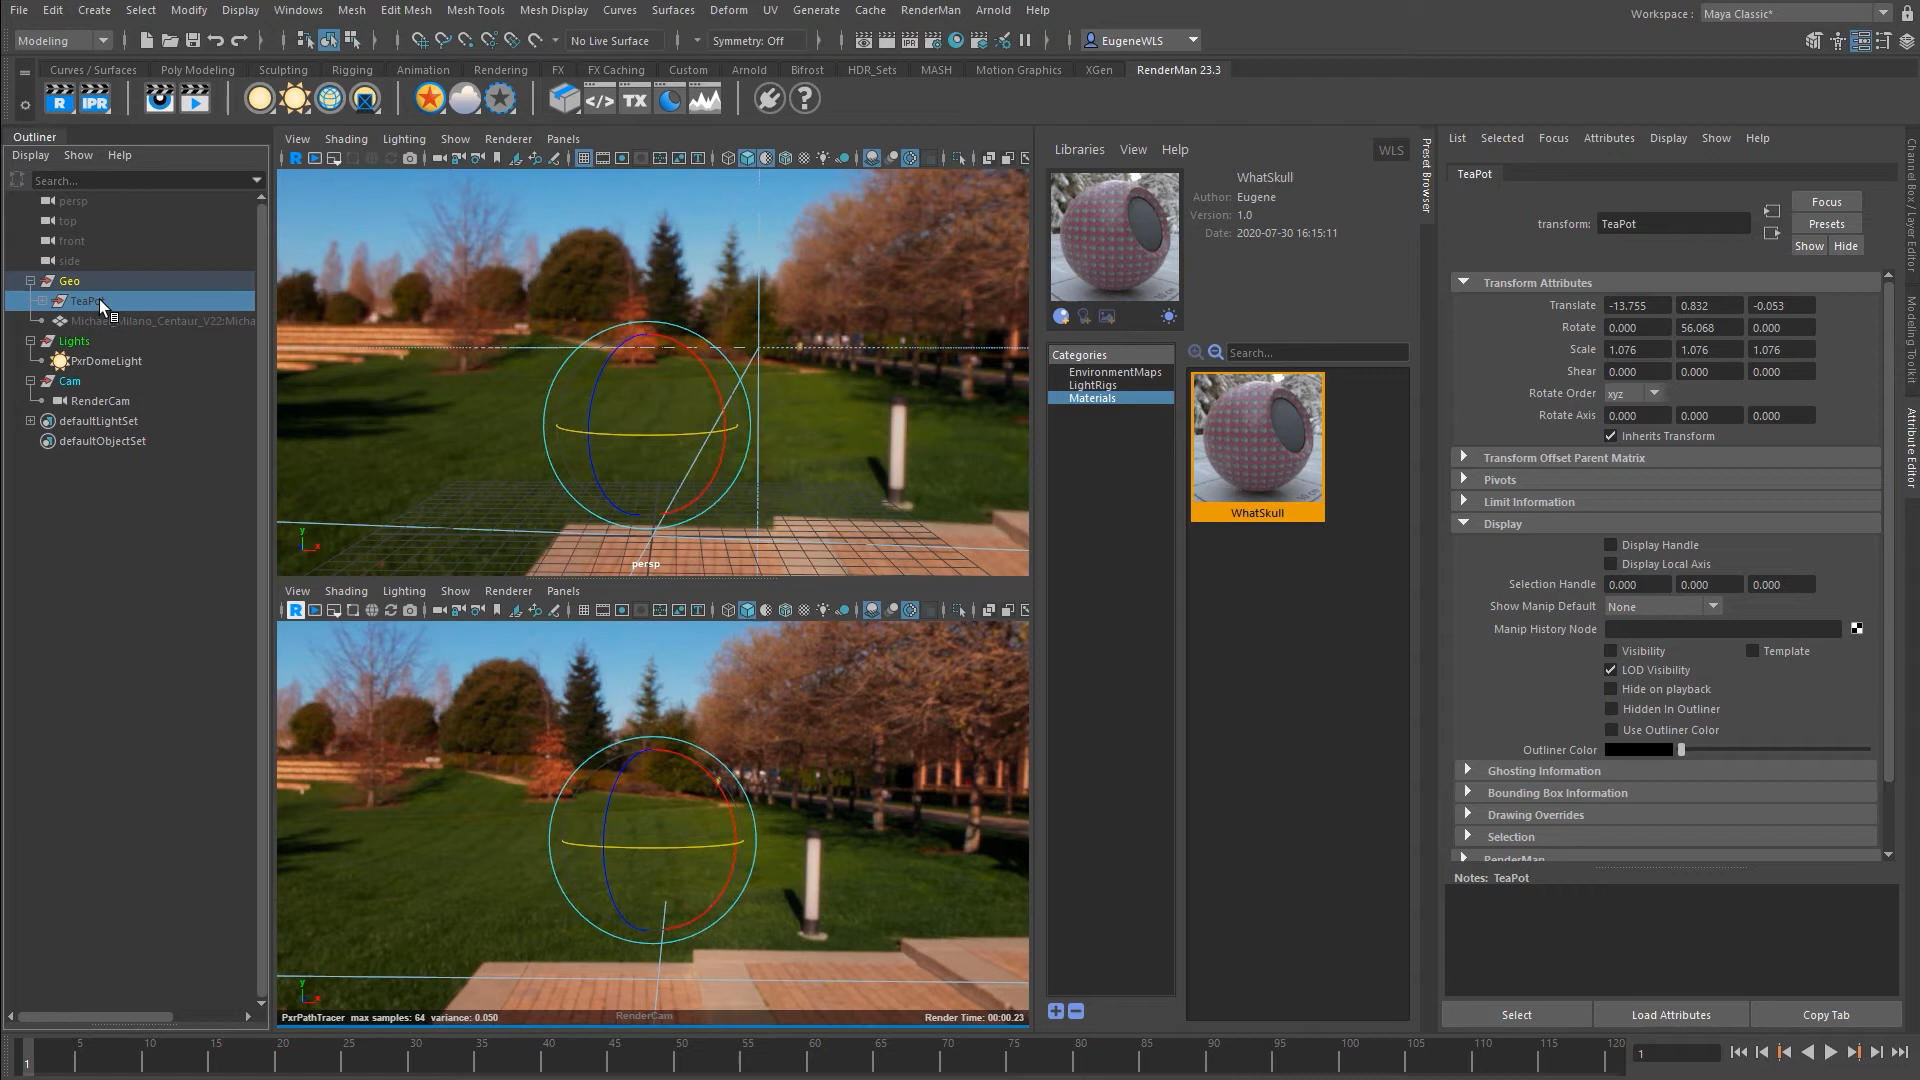 File Edit Create Select Modify Display Windows Mesh Edit Mesh Mesh Tools Mesh Display Curves Surfaces Deform UV Generate Cache RenderMan Arnold Help
Workspace : Maya Classic*
Modeling No Live Surface Symmetry: Off IPR EugeneWLS
Curves / Surfaces Poly Modeling Sculpting Rigging Animation Rendering FX FX Caching Custom Arnold Bifrost HDR_Sets MASH Motion Graphics XGen RenderMan 23.3
R IPR </> TX ?
Outliner
Display Show Help
Search...
persp
top
front
side
Geo
TeaPo
Michael_Milano_Centaur_V22:Micha
Lights
PxrDomeLight
Cam
RenderCam
defaultLightSet
defaultObjectSet
View Shading Lighting Show Renderer Panels
persp
View Shading Lighting Show Renderer Panels
PxrPathTracer max samples: 64 variance: 0.050 RenderCam Render Time: 00:00.23
Libraries View Help WLS
WhatSkull
Author: Eugene
Version: 1.0
Date: 2020-07-30 16:15:11
Categories
EnvironmentMaps
LightRigs
Materials
Search...
WhatSkull
Preset Browser
List Selected Focus Attributes Display Show Help
TeaPot
transform: TeaPot
Focus
Presets
Show Hide
Transform Attributes
Translate -13.755 0.832 -0.053
Rotate 0.000 56.068 0.000
Scale 1.076 1.076 1.076
Shear 0.000 0.000 0.000
Rotate Order xyz
Rotate Axis 0.000 0.000 0.000
Inherits Transform
Transform Offset Parent Matrix
Pivots
Limit Information
Display
Display Handle
Display Local Axis
Selection Handle 0.000 0.000 0.000
Show Manip Default None
Manip History Node
Visibility Template
LOD Visibility
Hide on playback
Hidden In Outliner
Use Outliner Color
Outliner Color
Ghosting Information
Bounding Box Information
Drawing Overrides
Selection
RenderMan
Notes: TeaPot
Select Load Attributes Copy Tab
Channel Box / Layer Editor
Modeling Toolkit
Attribute Editor
5 10 15 20 25 30 35 40 45 50 55 60 65 70 75 80 85 90 95 100 105 110 115 120
1
1